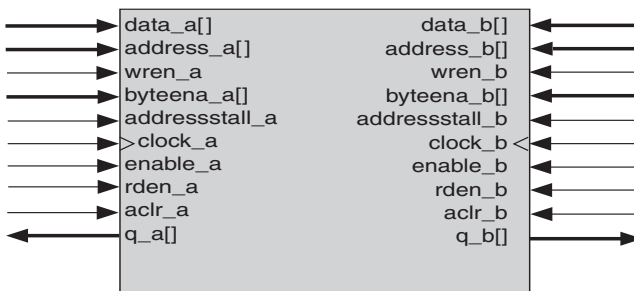 data_a[] data_b[]
address_a[] address_b[]
wren_a wren_b
byteena_a[] byteena_b[]
addressstall_a addressstall_b
clock_a clock_b
enable_a enable_b
rden_a rden_b
aclr_a aclr_b
q_a[] q_b[]